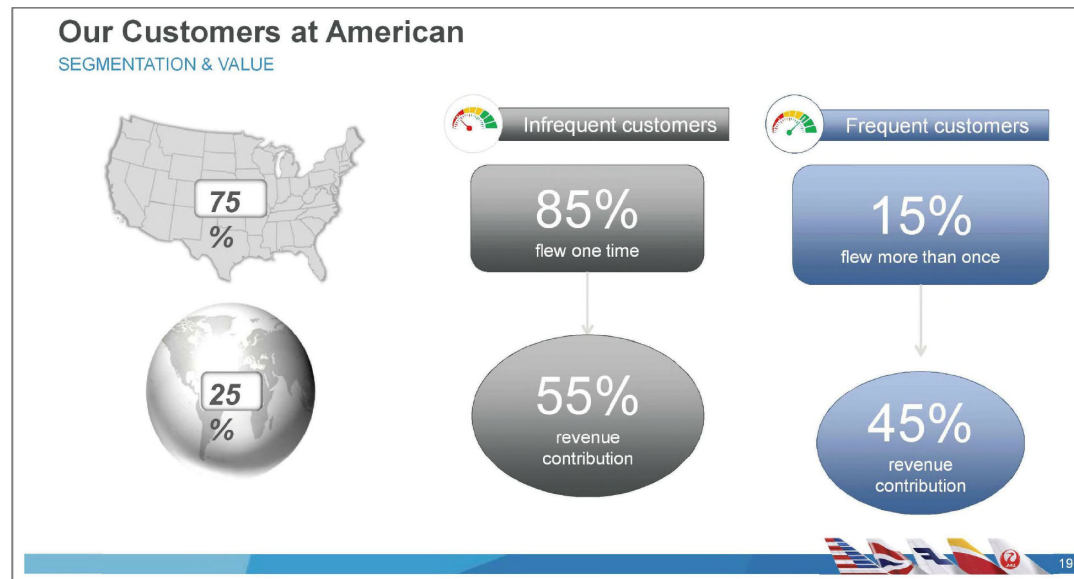 Our Customers at American
SEGMENTATION & VALUE
75
%
25
%
Infrequent customers
85%
flew one time
55%
revenue
contribution
Frequent customers
15%
flew more than once
45%
revenue
contribution
JAL
19